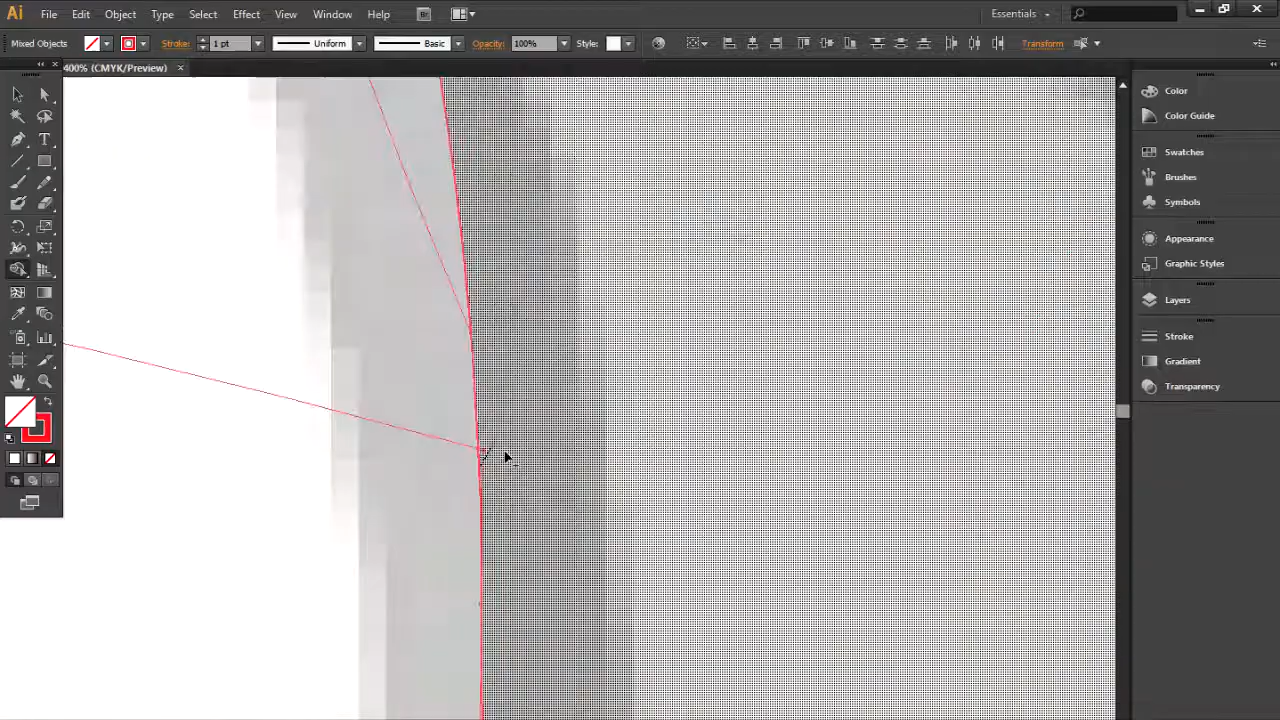 Ai File Edit Object Type Select Effect View Window Help Br Essentials
Mixed Objects Stroke: 1 pt Uniform Basic Opacity: 100% Style: Transform
400% (CMYK/Preview)
Color
Color Guide
Swatches
Brushes
Symbols
Appearance
Graphic Styles
Layers
Stroke
Gradient
Transparency
T